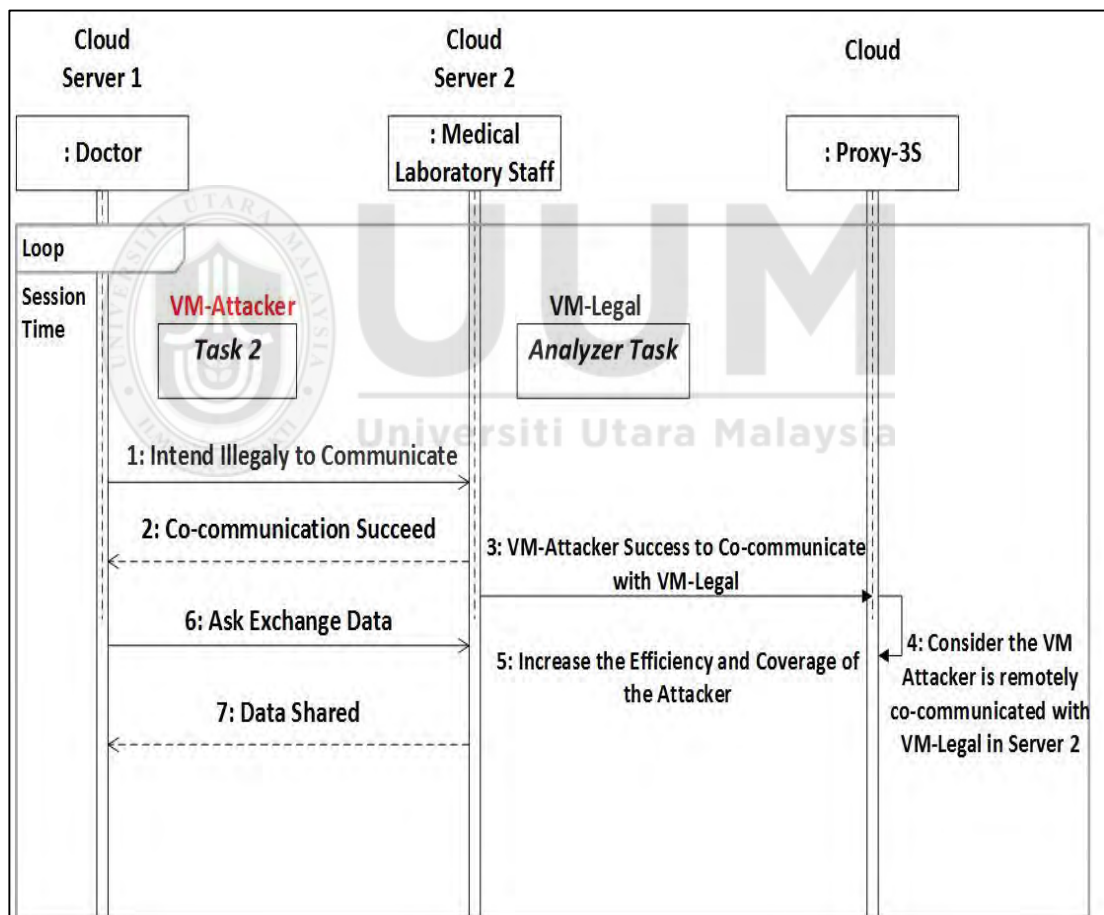 Cloud
Server 1
Cloud
Server 2
Cloud
: Doctor
: Medical
Laboratory Staff
: Proxy-3S
Loop
Session
Time
VM-Attacker
Task 2
VM-Legal
Analyzer Task
UNIVERSITI UTARA MALAYSIA
UUM
Universiti Utara Malaysia
1: Intend Illegaly to Communicate
2: Co-communication Succeed
3: VM-Attacker Success to Co-communicate
with VM-Legal
6: Ask Exchange Data
4: Consider the VM
Attacker is remotely
co-communicated with
VM-Legal in Server 2
5: Increase the Efficiency and Coverage of
the Attacker
7: Data Shared